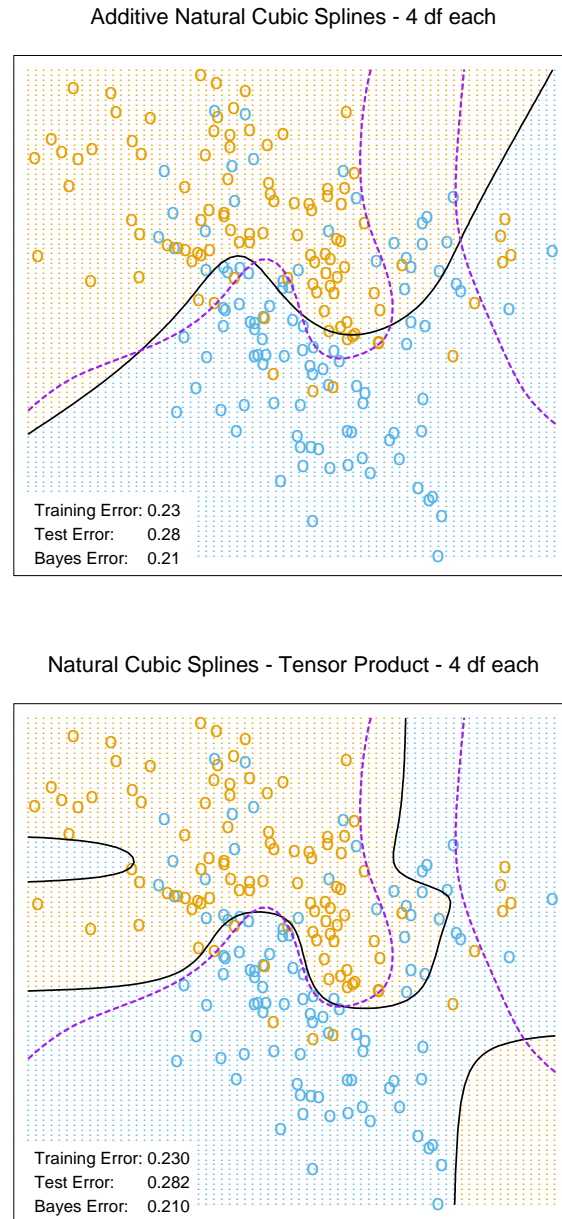 Additive Natural Cubic Splines - 4 df each
Training Error: 0.23
Test Error: 0.28
Bayes Error: 0.21
Natural Cubic Splines - Tensor Product - 4 df each
Training Error: 0.230
Test Error: 0.282
Bayes Error: 0.210